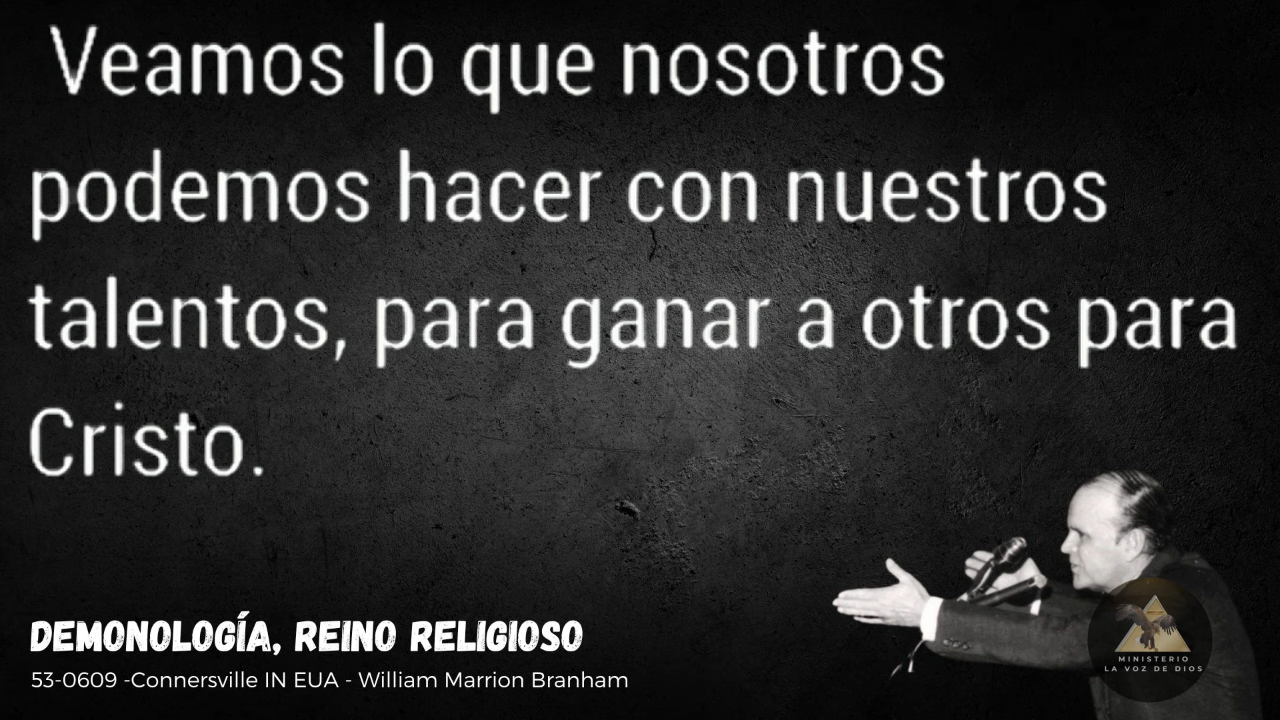 Veamos lo que nosotros
podemos hacer con nuestros
talentos, para ganar a otros para
Cristo.
DEMONOLOGÍA, REINO RELIGIOSO
53-0609 -Connersville IN EUA - William Marrion Branham
MINISTERIO
LA VOZ DE DIOS